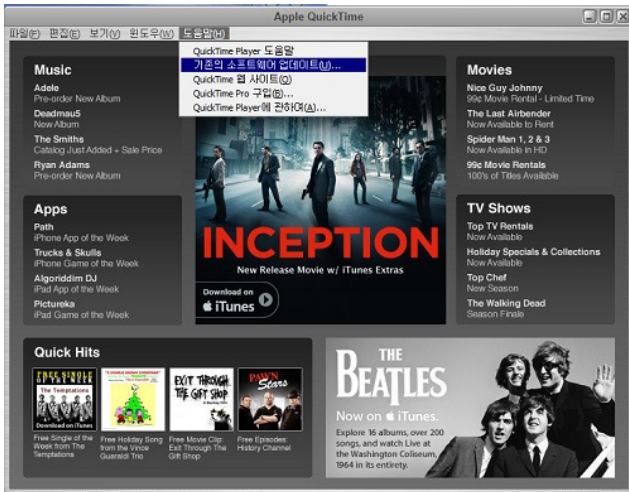 Apple QuickTime
파일(F) 편집(E) 보기(V) 윈도우(W) 도움말(H)
QuickTime Player 도움말
기존의 소프트웨어 업데이트(U)...
QuickTime 웹 사이트(Q)
QuickTime Pro 구입(B)...
QuickTime Player에 관하여(A)...
Music
Adele
Pre-order New Album
Deadmau5
New Album
The Smiths
Catalog Just Added + Sale Price
Ryan Adams
Pre-order New Album
Apps
Path
iPhone App of the Week
Trucks & Skulls
iPhone Game of the Week
Algoriddim DJ
iPad App of the Week
Pictureka
iPad Game of the Week
INCEPTION
New Release Movie w/ iTunes Extras
Download on
iTunes
Movies
Nice Guy Johnny
99¢ Movie Rental - Limited Time
The Last Airbender
Now Available to Rent
Spider Man 1, 2 & 3
Now Available in HD
99¢ Movie Rentals
100's of Titles Available
TV Shows
Top TV Rentals
Now Available
Holiday Specials & Collections
Now Available
Top Chef
New Season
The Walking Dead
Season Finale
Quick Hits
FREE SINGLE
OF THE WEEK
The Temptations
Download on iTunes
EXIT THROUGH
THE GIFT SHOP
PAWN
Stars
Free Single of the
Week from The
Temptations
Free Holiday Song
from the Vince
Guaraldi Trio
Free Movie Clip:
Exit Through The
Gift Shop
Free Episodes:
History Channel
THE
BEATLES
Now on iTunes.
Explore 16 albums, over 200
songs, and watch Live at
the Washington Coliseum,
1964 in its entirety.